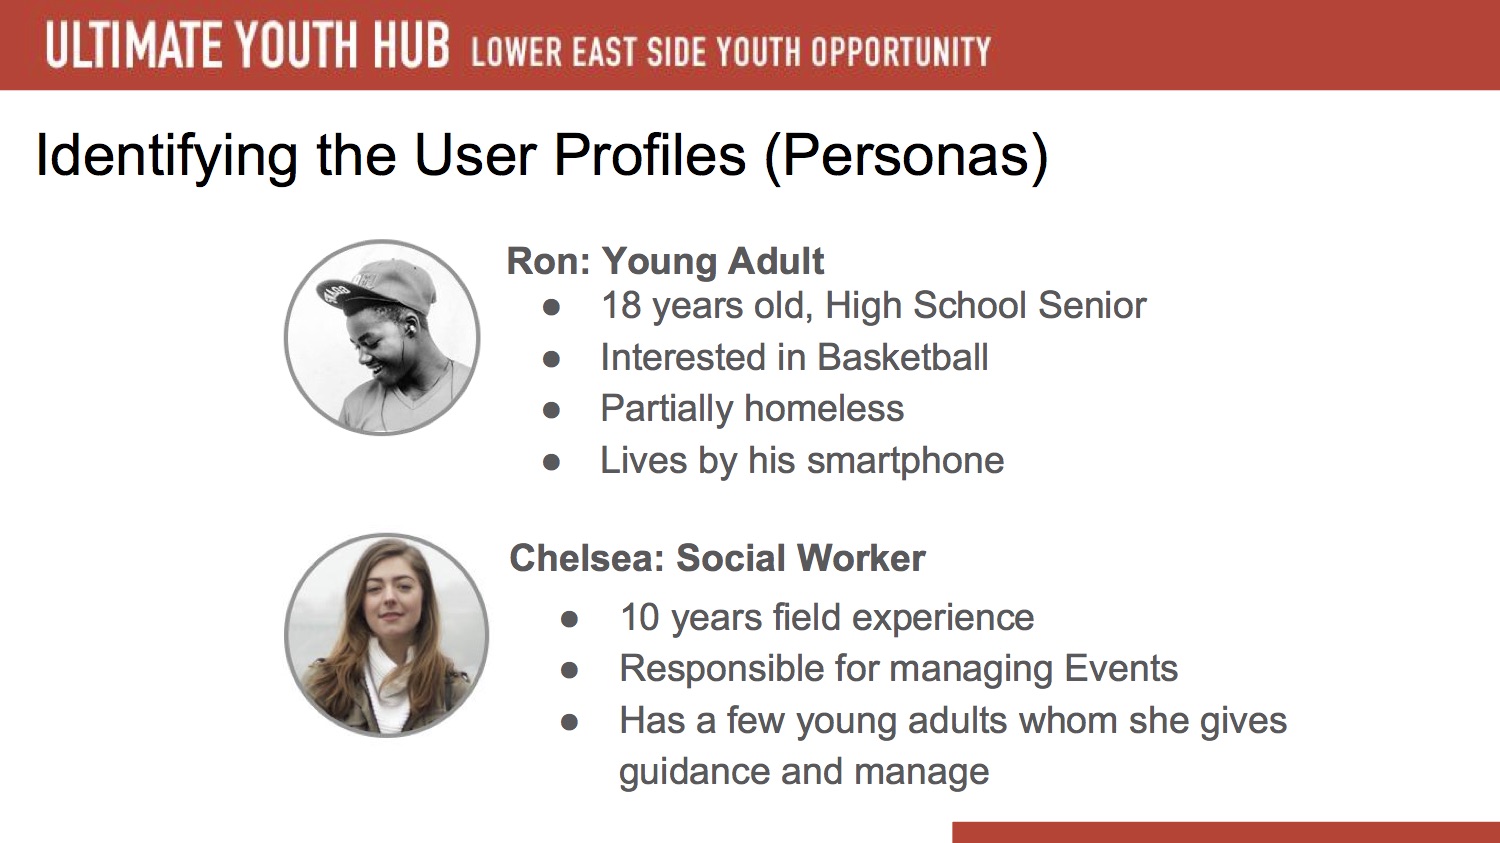 ULTIMATE YOUTH HUB LOWER EAST SIDE YOUTH OPPORTUNITY
Identifying the User Profiles (Personas)
Ron: Young Adult
● 18 years old, High School Senior
● Interested in Basketball
● Partially homeless
● Lives by his smartphone
Chelsea: Social Worker
● 10 years field experience
● Responsible for managing Events
● Has a few young adults whom she gives
guidance and manage